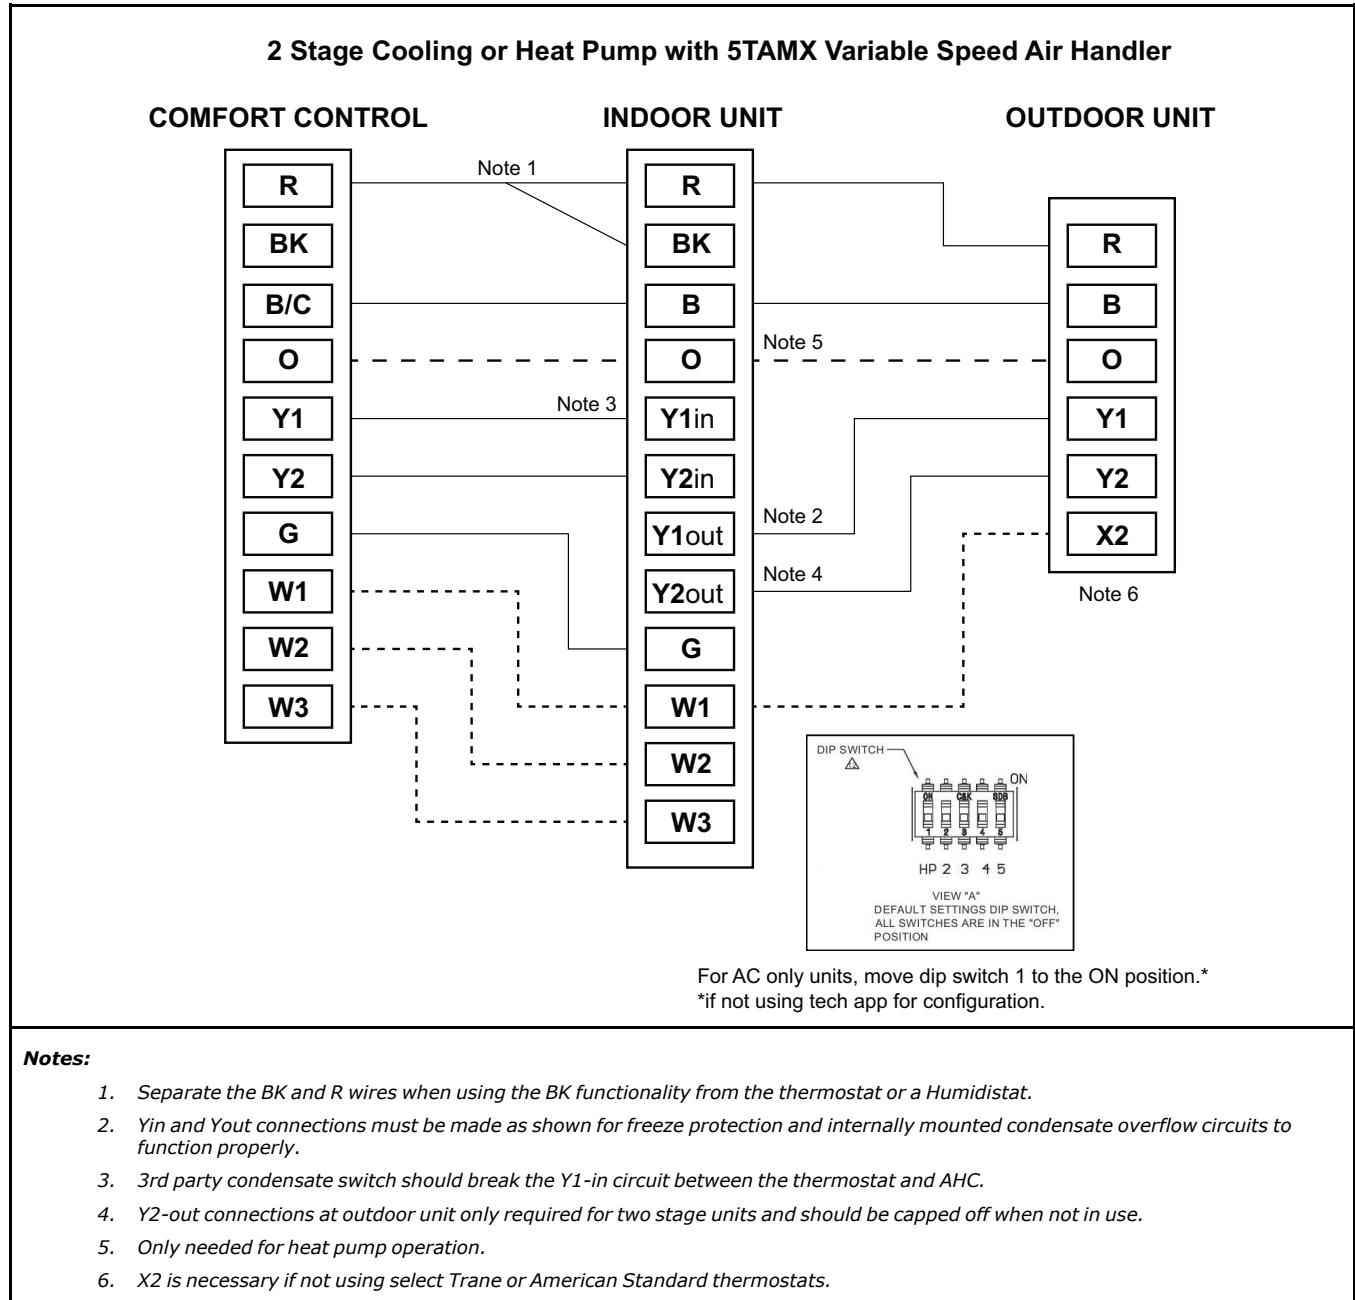 2 Stage Cooling or Heat Pump with 5TAMX Variable Speed Air Handler
COMFORT CONTROL
R
BK
B/C
O
Y1
Y2
G
W1
W2
W3
Note 1
Note 3
INDOOR UNIT
R
BK
B
O
Y1in
Y2in
Y1out
Y2out
G
W1
W2
W3
Note 5
Note 2
Note 4
OUTDOOR UNIT
R
B
O
Y1
Y2
X2
Note 6
DIP SWITCH
12
ON
ON C&K SDB
1 2 3 4 5
HP 2 3 4 5
VIEW "A"
DEFAULT SETTINGS DIP SWITCH,
ALL SWITCHES ARE IN THE "OFF"
POSITION
For AC only units, move dip switch 1 to the ON position.*
*if not using tech app for configuration.
Notes:
1. Separate the BK and R wires when using the BK functionality from the thermostat or a Humidistat.
2. Yin and Yout connections must be made as shown for freeze protection and internally mounted condensate overflow circuits to
function properly.
3. 3rd party condensate switch should break the Y1-in circuit between the thermostat and AHC.
4. Y2-out connections at outdoor unit only required for two stage units and should be capped off when not in use.
5. Only needed for heat pump operation.
6. X2 is necessary if not using select Trane or American Standard thermostats.